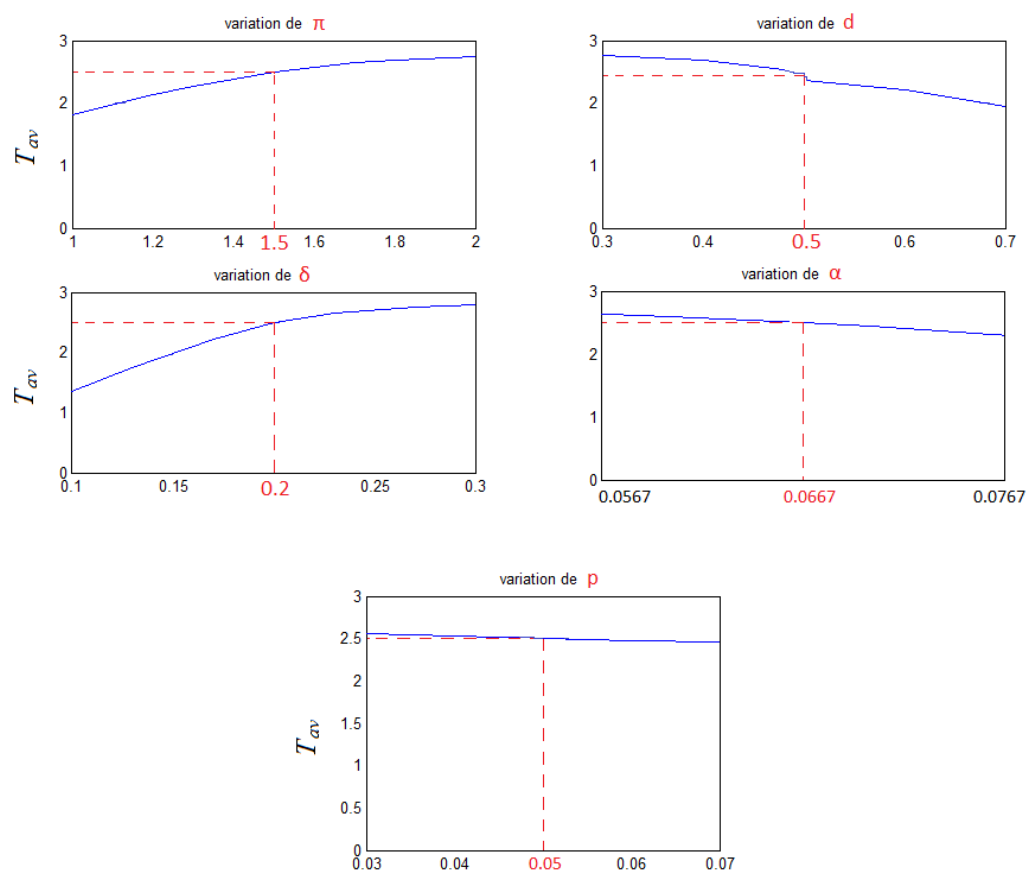 variation de π
3
2
1
0
T_av
1 1.2 1.4 1.5 1.6 1.8 2
variation de d
3
2
1
0
0.3 0.4 0.5 0.6 0.7
variation de δ
3
2
1
0
T_av
0.1 0.15 0.2 0.25 0.3
variation de α
3
2
1
0
0.0567 0.0667 0.0767
variation de p
3
2.5
2
1.5
1
0.5
0
T_av
0.03 0.04 0.05 0.06 0.07